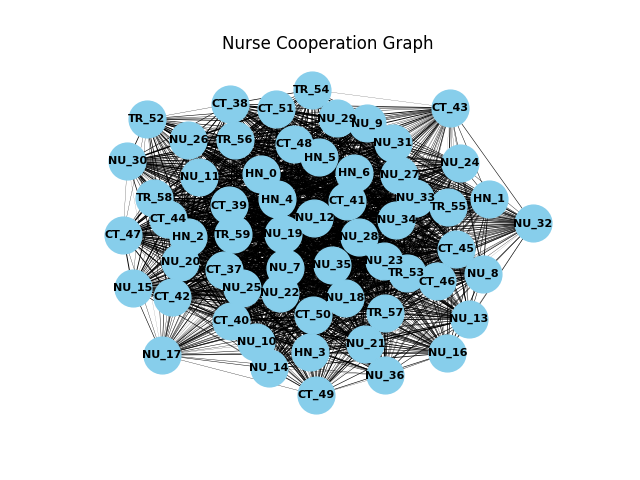 Nurse Cooperation Graph
TR_54
CT_38
CT_51
CT_43
TR_52
NU_29
NU_9
NU_26
TR_56
CT_48
NU_31
HN_5
NU_30
NU_24
NU_11
HN_0
HN_6
NU_27
TR_58
HN_4
CT_41
NU_33
HN_1
CT_39
TR_55
CT_44
NU_12
NU_34
NU_32
CT_47
HN_2
TR_59
NU_19
NU_28
CT_45
NU_20
CT_37
NU_7
NU_35
NU_23
TR_53
NU_8
CT_46
NU_15
CT_42
NU_25
NU_22
NU_18
CT_40
CT_50
TR_57
NU_13
NU_10
NU_21
NU_17
HN_3
NU_16
NU_14
NU_36
CT_49